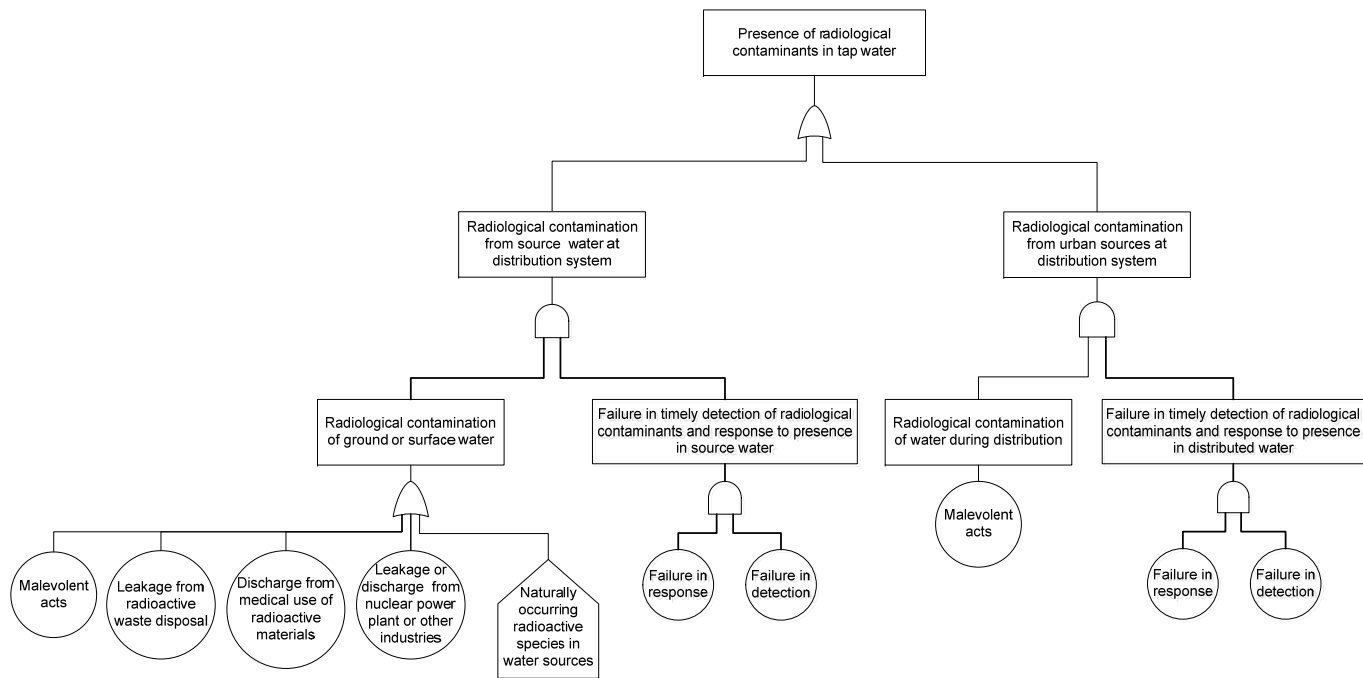 Presence of radiological
contaminants in tap water
Radiological contamination
from source water at
distribution system
Radiological contamination
from urban sources at
distribution system
Radiological contamination
of ground or surface water
Failure in timely detection of radiological
contaminants and response to presence
in source water
Radiological contamination
of water during distribution
Failure in timely detection of radiological
contaminants and response to presence
in distributed water
Malevolent
acts
Leakage from
radioactive
waste disposal
Discharge from
medical use of
radioactive
materials
Leakage or
discharge from
nuclear power
plant or other
industries
Naturally
occurring
radioactive
species in
water sources
Failure in
response
Failure in
detection
Malevolent
acts
Failure in
response
Failure in
detection